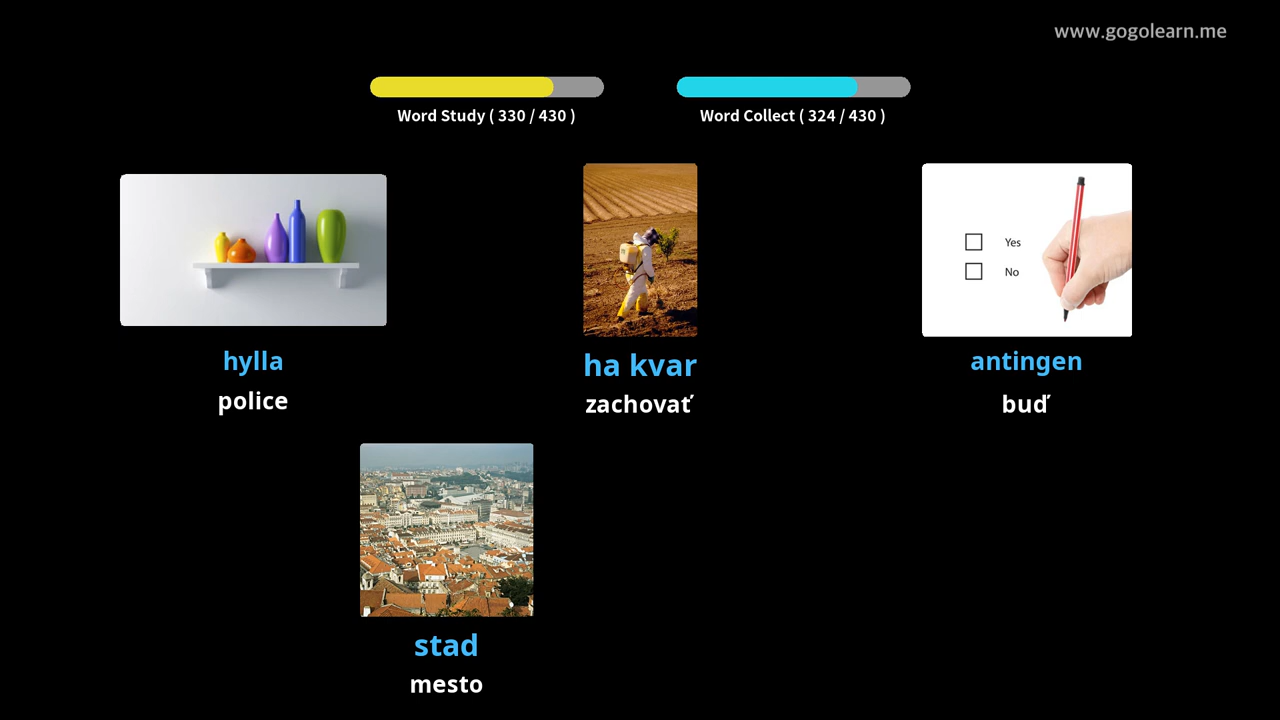 www.gogolearn.me
Word Study ( 330 / 430 )
Word Collect ( 324 / 430 )
Yes
No
hylla
police
ha kvar
zachovať
antingen
buď
stad
mesto